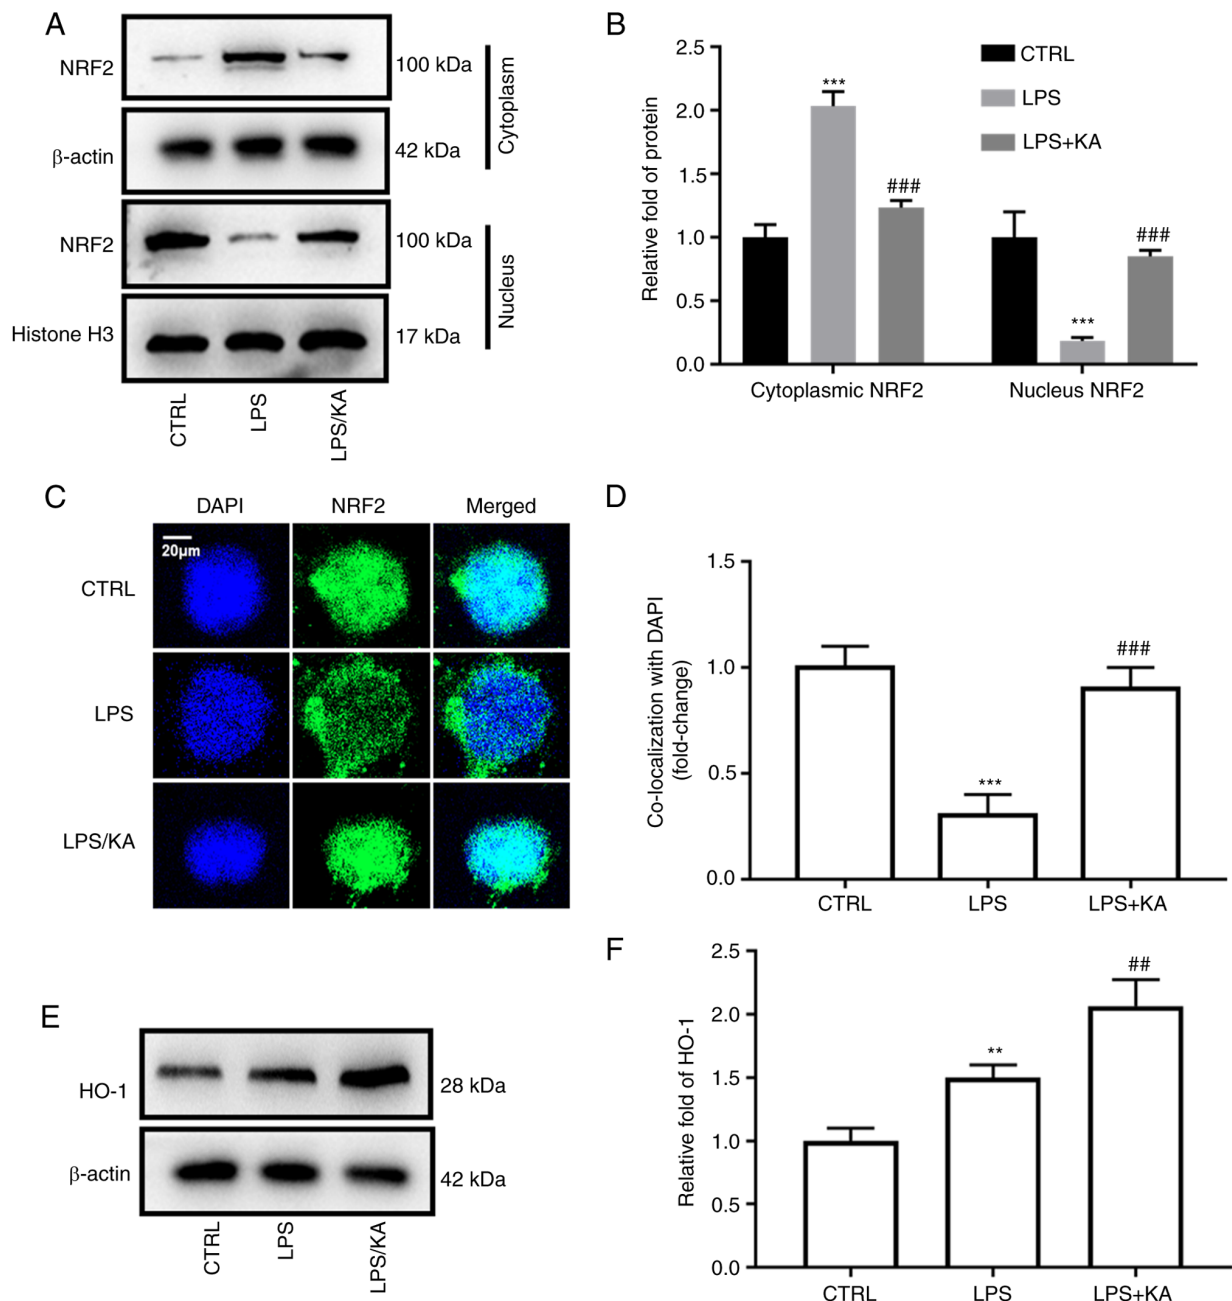 A
NRF2
100 kDa
β-actin
42 kDa
Cytoplasm
NRF2
100 kDa
Histone H3
17 kDa
Nucleus
CTRL
LPS
LPS/KA
B
Relative fold of protein
2.5
2.0
1.5
1.0
0.5
0.0
CTRL
LPS
LPS+KA
***
###
***
###
Cytoplasmic NRF2
Nucleus NRF2
C
DAPI
NRF2
Merged
20µm
CTRL
LPS
LPS/KA
D
Co-localization with DAPI
(fold-change)
1.5
1.0
0.5
0.0
***
###
CTRL
LPS
LPS+KA
E
HO-1
28 kDa
β-actin
42 kDa
CTRL
LPS
LPS/KA
F
Relative fold of HO-1
2.5
2.0
1.5
1.0
0.5
0.0
**
##
CTRL
LPS
LPS+KA